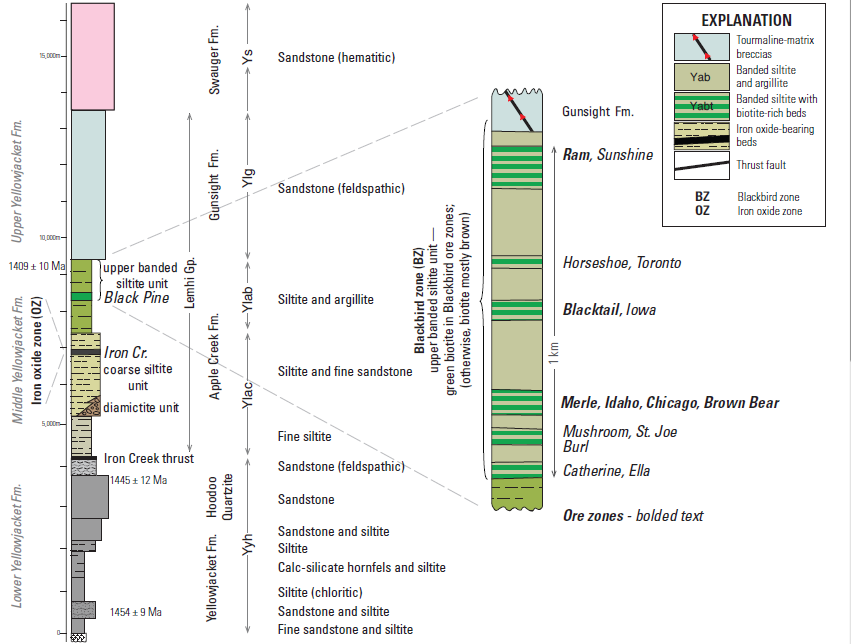 15,000m
10,000m
5,000m
0
Upper Yellowjacket Fm.
Middle Yellowjacket Fm.
Lower Yellowjacket Fm.
Iron oxide zone (OZ)
1409 ± 10 Ma
upper banded
siltite unit
Black Pine
Iron Cr.
coarse siltite
unit
diamictite unit
Iron Creek thrust
1445 ± 12 Ma
1454 ± 9 Ma
Lemhi Gp.
Swauger Fm.
Gunsight Fm.
Apple Creek Fm.
Hoodoo
Quartzite
Yellowjacket Fm.
Ys
Ylg
Ylab
Ylac
Yyh
Sandstone (hematitic)
Sandstone (feldspathic)
Siltite and argillite
Siltite and fine sandstone
Fine siltite
Sandstone (feldspathic)
Sandstone
Sandstone and siltite
Siltite
Calc-silicate hornfels and siltite
Siltite (chloritic)
Sandstone and siltite
Fine sandstone and siltite
Blackbird zone (BZ)
upper banded siltite unit —
green biotite in Blackbird ore zones;
(otherwise, biotite mostly brown)
1 km
Gunsight Fm.
Ram, Sunshine
Horseshoe, Toronto
Blacktail, Iowa
Merle, Idaho, Chicago, Brown Bear
Mushroom, St. Joe
Burl
Catherine, Ella
Ore zones - bolded text
EXPLANATION
Tourmaline-matrix
breccias
Yab
Banded siltite
and argillite
Yabt
Banded siltite with
biotite-rich beds
Iron oxide-bearing
beds
Thrust fault
BZ Blackbird zone
OZ Iron oxide zone